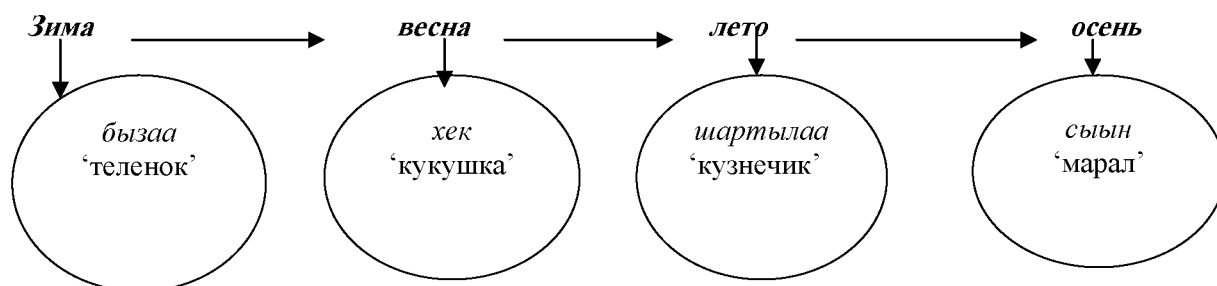 Зима весна лето осень
бызаа хек шартылаа сыын
‘теленок’ ‘кукушка’ ‘кузнечик’ ‘марал’